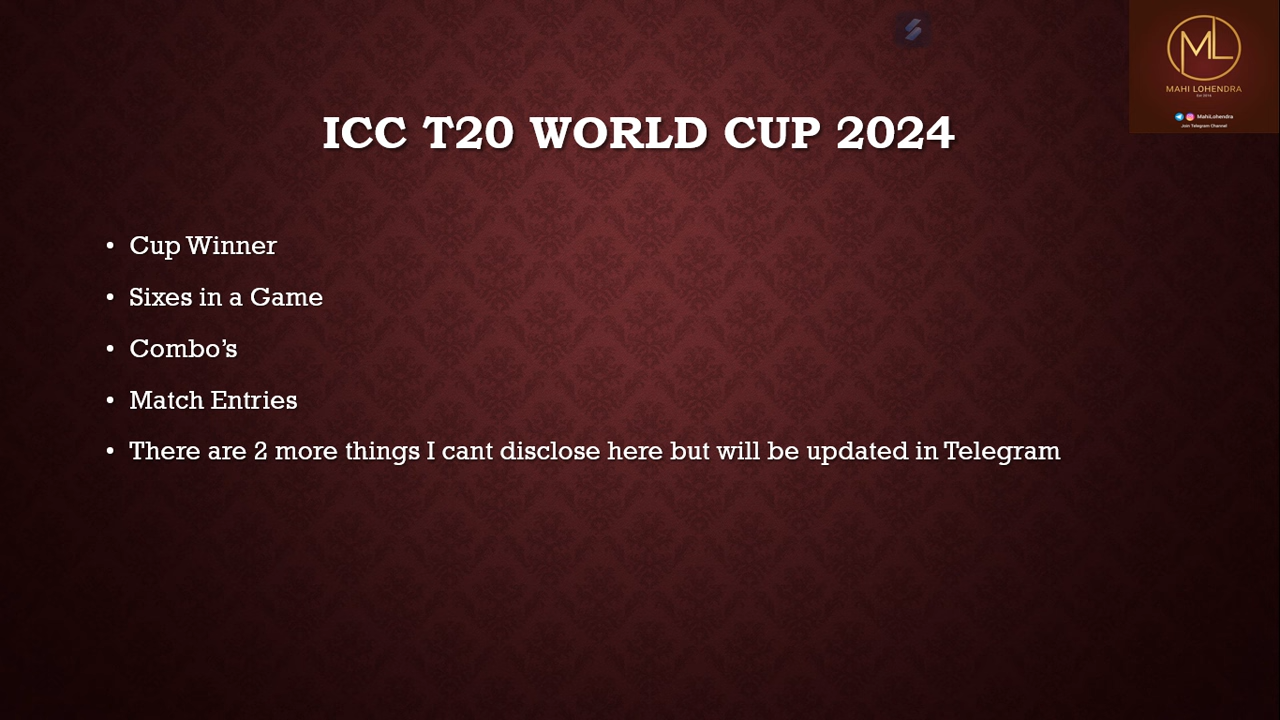 ML
MAHI LOHENDRA
MahiLohendra
Join Telegram Channel
ICC T20 WORLD CUP 2024
• Cup Winner
• Sixes in a Game
• Combo’s
• Match Entries
• There are 2 more things I cant disclose here but will be updated in Telegram